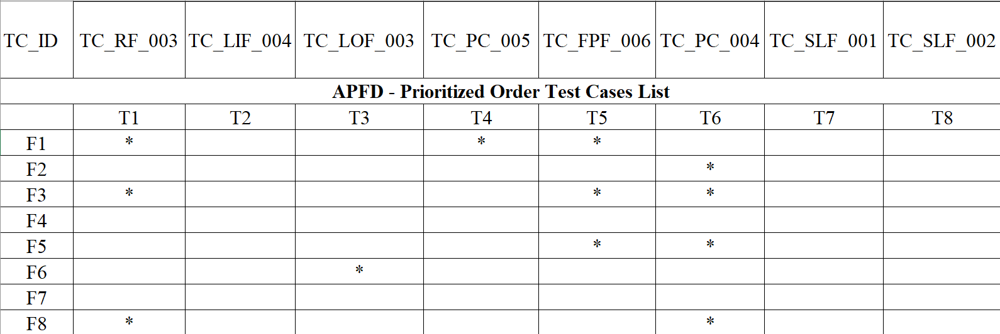 TC_ID TC_RF_003 TC_LIF_004 TC_LOF_003 TC_PC_005 TC_FPF_006 TC_PC_004 TC_SLF_001 TC_SLF_002
APFD - Prioritized Order Test Cases List
T1 T2 T3 T4 T5 T6 T7 T8
F1 * * *
F2 *
F3 * * *
F4
F5 * *
F6 *
F7
F8 * *